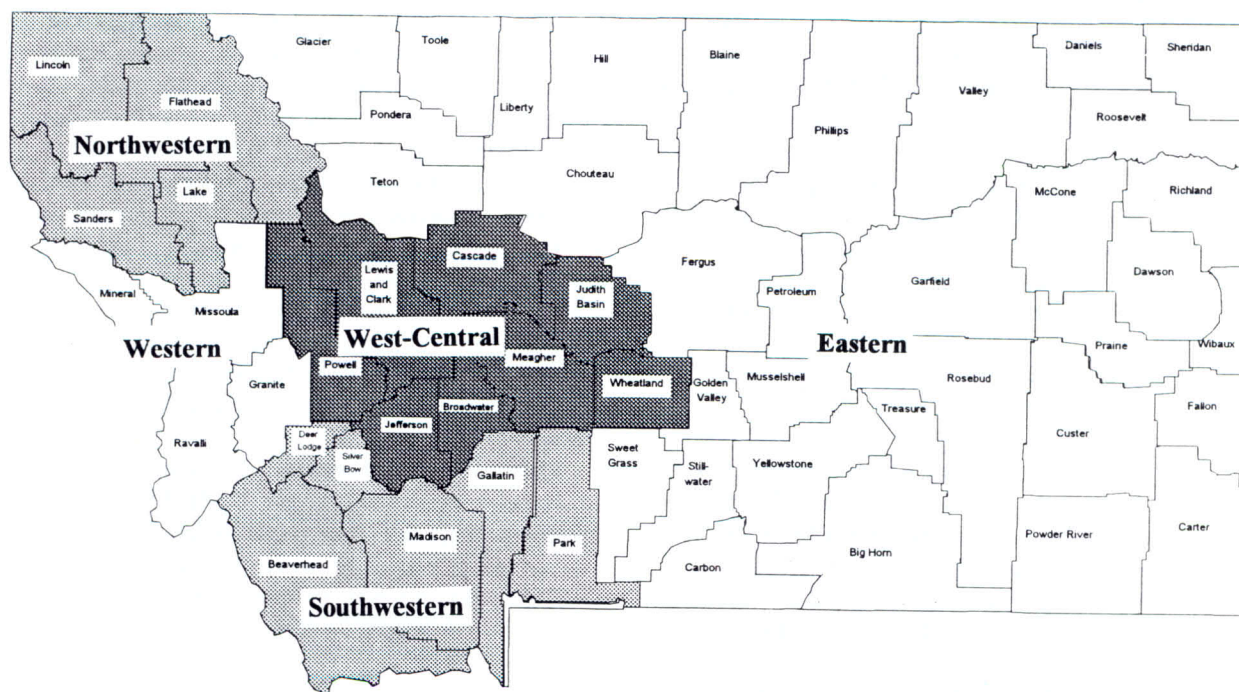 Glacier
Toole
Hill
Blaine
Daniels
Sheridan
Lincoln
Flathead
Liberty
Valley
Pondera
Phillips
Roosevelt
Northwestern
Teton
Chouteau
McCone
Richland
Lake
Sanders
Cascade
Fergus
Garfield
Dawson
Mineral
Lewis
and
Clark
Judith
Basin
Petroleum
Missoula
Western
West-Central
Eastern
Prairie
Wibaux
Powell
Meagher
Granite
Wheatland
Golden
Valley
Musselshell
Rosebud
Treasure
Fallon
Broadwater
Jefferson
Custer
Ravalli
Deer
Lodge
Silver
Bow
Gallatin
Sweet
Grass
Still-
water
Yellowstone
Madison
Park
Powder River
Carter
Beaverhead
Carbon
Big Horn
Southwestern